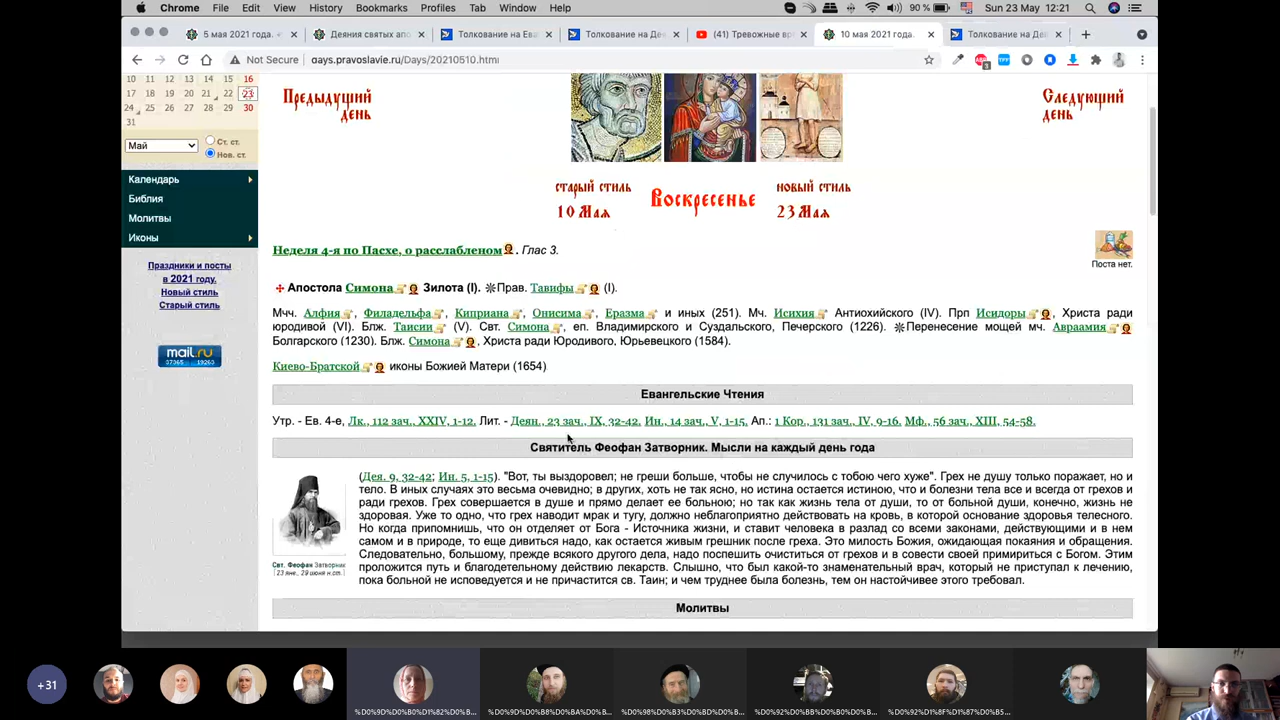 Chrome File Edit View History Bookmarks Profiles Tab Window Help 90 % Sun 23 May 12:21
5 мая 2021 года. « Деяния святых апо Толкование на Ева Толкование на Де (41) Тревожные вр 10 мая 2021 года. Толкование на Ден
Not Secure days.pravoslavie.ru/Days/20210510.html
10 11 12 13 14 15 16
17 18 19 20 21 22 23
24 25 26 27 28 29 30
31
Май
Ст. ст.
Нов. ст.
Календарь
Библия
Молитвы
Иконы
Праздники и посты
в 2021 году.
Новый стиль
Старый стиль
mail.ru
Предыдущий
день
Следующий
день
старый стиль
10 Мая
Воскресенье
новый стиль
23 Мая
Неделя 4-я по Пасхе, о расслабленом. Глас 3.
Поста нет.
Апостола Симона Зилота (I). Прав. Тавифы (I).
Мчч. Алфия, Филадельфа, Киприана, Онисима, Еразма и иных (251). Мч. Исихия Антиохийского (IV). Прп Исидоры, Христа ради
юродивой (VI). Блж. Таисии (V). Свт. Симона, еп. Владимирского и Суздальского, Печерского (1226). Перенесение мощей мч. Авраамия
Болгарского (1230). Блж. Симона, Христа ради Юродивого, Юрьевецкого (1584).
Киево-Братской иконы Божией Матери (1654)
Евангельские Чтения
Утр. - Ев. 4-е, Лк., 112 зач., XXIV, 1-12. Лит. - Деян., 23 зач., IX, 32-42. Ин., 14 зач., V, 1-15. Ап.: 1 Кор., 131 зач., IV, 9-16. Мф., 56 зач., XIII, 54-58.
Святитель Феофан Затворник. Мысли на каждый день года
(Дея. 9, 32-42; Ин. 5, 1-15). "Вот, ты выздоровел; не греши больше, чтобы не случилось с тобою чего хуже". Грех не душу только поражает, но и
тело. В иных случаях это весьма очевидно; в других, хоть не так ясно, но истина остается истиною, что и болезни тела все и всегда от грехов и
ради грехов. Грех совершается в душе и прямо делает ее больною; но так как жизнь тела от души, то от больной души, конечно, жизнь не
здоровая. Уже то одно, что грех наводит мрак и тугу, должно неблагоприятно действовать на кровь, в которой основание здоровья телесного.
Но когда припомнишь, что он отделяет от Бога - Источника жизни, и ставит человека в разлад со всеми законами, действующими и в нем
самом и в природе, то еще дивиться надо, как остается живым грешник после греха. Это милость Божия, ожидающая покаяния и обращения.
Следовательно, большому, прежде всякого другого дела, надо поспешить очиститься от грехов и в совести своей примириться с Богом. Этим
проложится путь и благодетельному действию лекарств. Слышно, что был какой-то знаменательный врач, который не приступал к лечению,
пока больной не исповедуется и не причастится св. Таин; и чем труднее была болезнь, тем он настойчивее этого требовал.
Свт. Феофан Затворник
23 янв., 29 июня н.ст.
Молитвы
+31